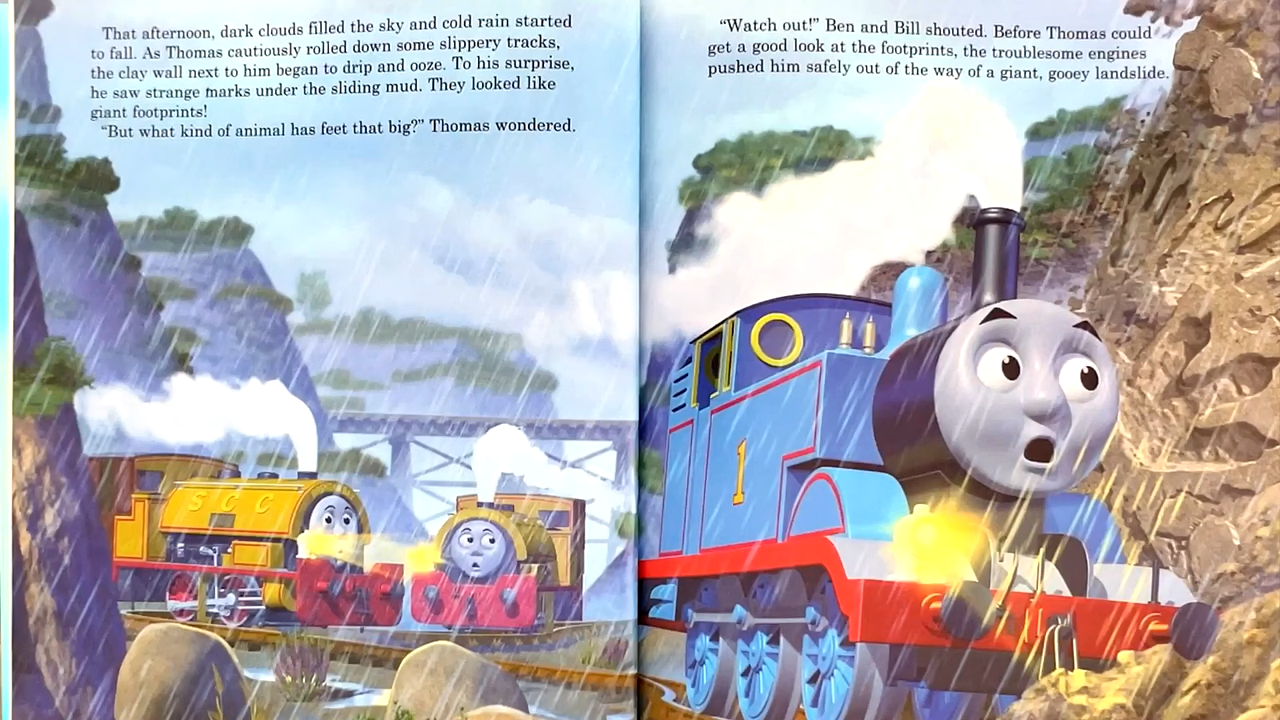 That afternoon, dark clouds filled the sky and cold rain started
to fall. As Thomas cautiously rolled down some slippery tracks,
the clay wall next to him began to drip and ooze. To his surprise,
he saw strange marks under the sliding mud. They looked like
giant footprints!
“But what kind of animal has feet that big?” Thomas wondered.
“Watch out!” Ben and Bill shouted. Before Thomas could
get a good look at the footprints, the troublesome engines
pushed him safely out of the way of a giant, gooey landslide.
SCC
1